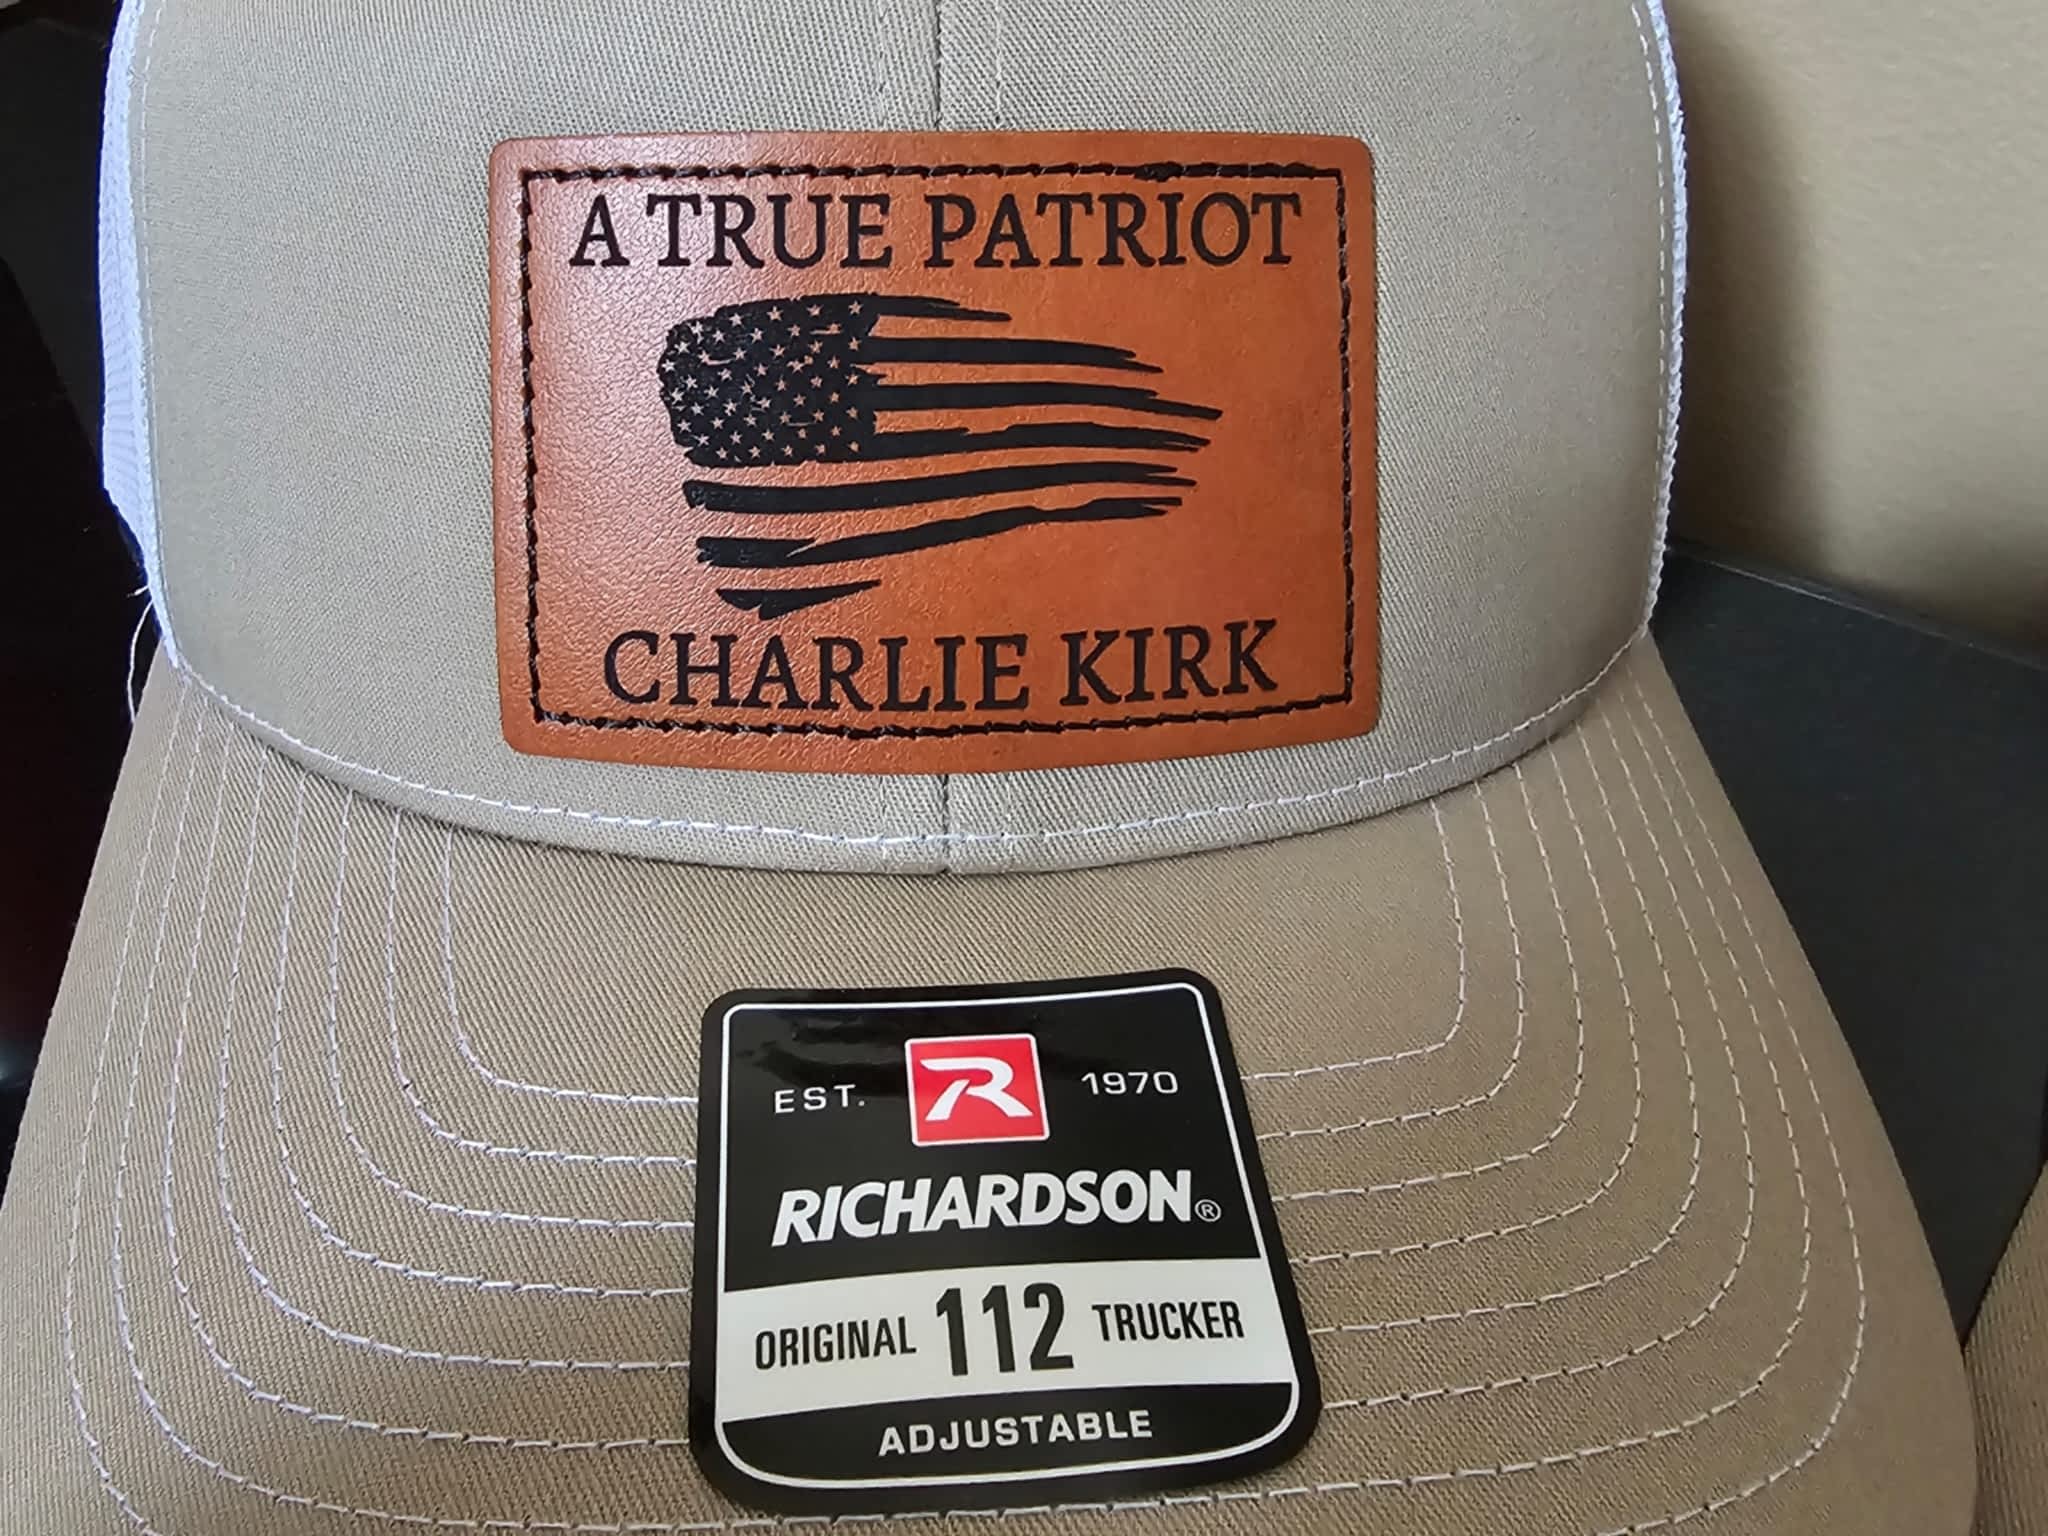 A TRUE PATRIOT
CHARLIE KIRK
EST. R 1970
RICHARDSON®
ORIGINAL 112 TRUCKER
ADJUSTABLE